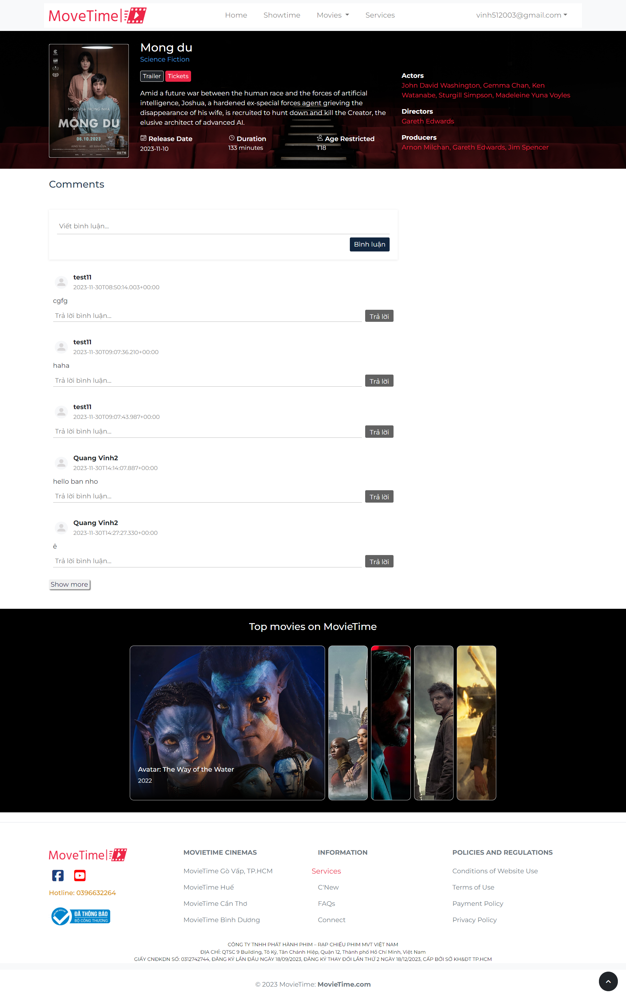 MoveTime
Home
Showtime
Movies
Services
vinh512003@gmail.com
tiff
NGƯỜI LẠ TRONG NHÀ
MỘNG DU
KHỞI CHIẾU TẠI RẠP
06.10.2023
JUNG YU-MI LEE SUN-KYUN
T16
Mong du
Science Fiction
Trailer
Tickets
Amid a future war between the human race and the forces of artificial
intelligence, Joshua, a hardened ex-special forces agent grieving the
disappearance of his wife, is recruited to hunt down and kill the Creator, the
elusive architect of advanced AI.
Release Date
2023-11-10
Duration
133 minutes
Age Restricted
T18
Actors
John David Washington, Gemma Chan, Ken
Watanabe, Sturgill Simpson, Madeleine Yuna Voyles
Directors
Gareth Edwards
Producers
Arnon Milchan, Gareth Edwards, Jim Spencer
Comments
Viết bình luận...
Bình luận
test11
2023-11-30T08:50:14.003+00:00
cgfg
Trả lời bình luận...
Trả lời
test11
2023-11-30T09:07:36.210+00:00
haha
Trả lời bình luận...
Trả lời
test11
2023-11-30T09:07:43.987+00:00
Trả lời bình luận...
Trả lời
Quang Vinh2
2023-11-30T14:14:07.887+00:00
hello ban nho
Trả lời bình luận...
Trả lời
Quang Vinh2
2023-11-30T14:27:27.330+00:00
ê
Trả lời bình luận...
Trả lời
Show more
Top movies on MovieTime
Avatar: The Way of the Water
2022
MoveTime
Hotline: 0396632264
ONLINE.GOV.VN
ĐÃ THÔNG BÁO
BỘ CÔNG THƯƠNG
MOVIETIME CINEMAS
MovieTime Gò Vấp, TP.HCM
MovieTime Huế
MovieTime Cần Thơ
MovieTime Bình Dương
INFORMATION
Services
C'New
FAQs
Connect
POLICIES AND REGULATIONS
Conditions of Website Use
Terms of Use
Payment Policy
Privacy Policy
CÔNG TY TNHH PHÁT HÀNH PHIM – RẠP CHIẾU PHIM MVT VIỆT NAM
ĐỊA CHỈ: QTSC 9 Building, Tô Ký, Tân Chánh Hiệp, Quận 12, Thành phố Hồ Chí Minh, Việt Nam
GIẤY CNĐKDN SỐ: 0312742744, ĐĂNG KÝ LẦN ĐẦU NGÀY 18/09/2023, ĐĂNG KÝ THAY ĐỔI LẦN THỨ 2 NGÀY 18/12/2023, CẤP BỞI SỞ KH&ĐT TP.HCM
© 2023 MovieTime: MovieTime.com